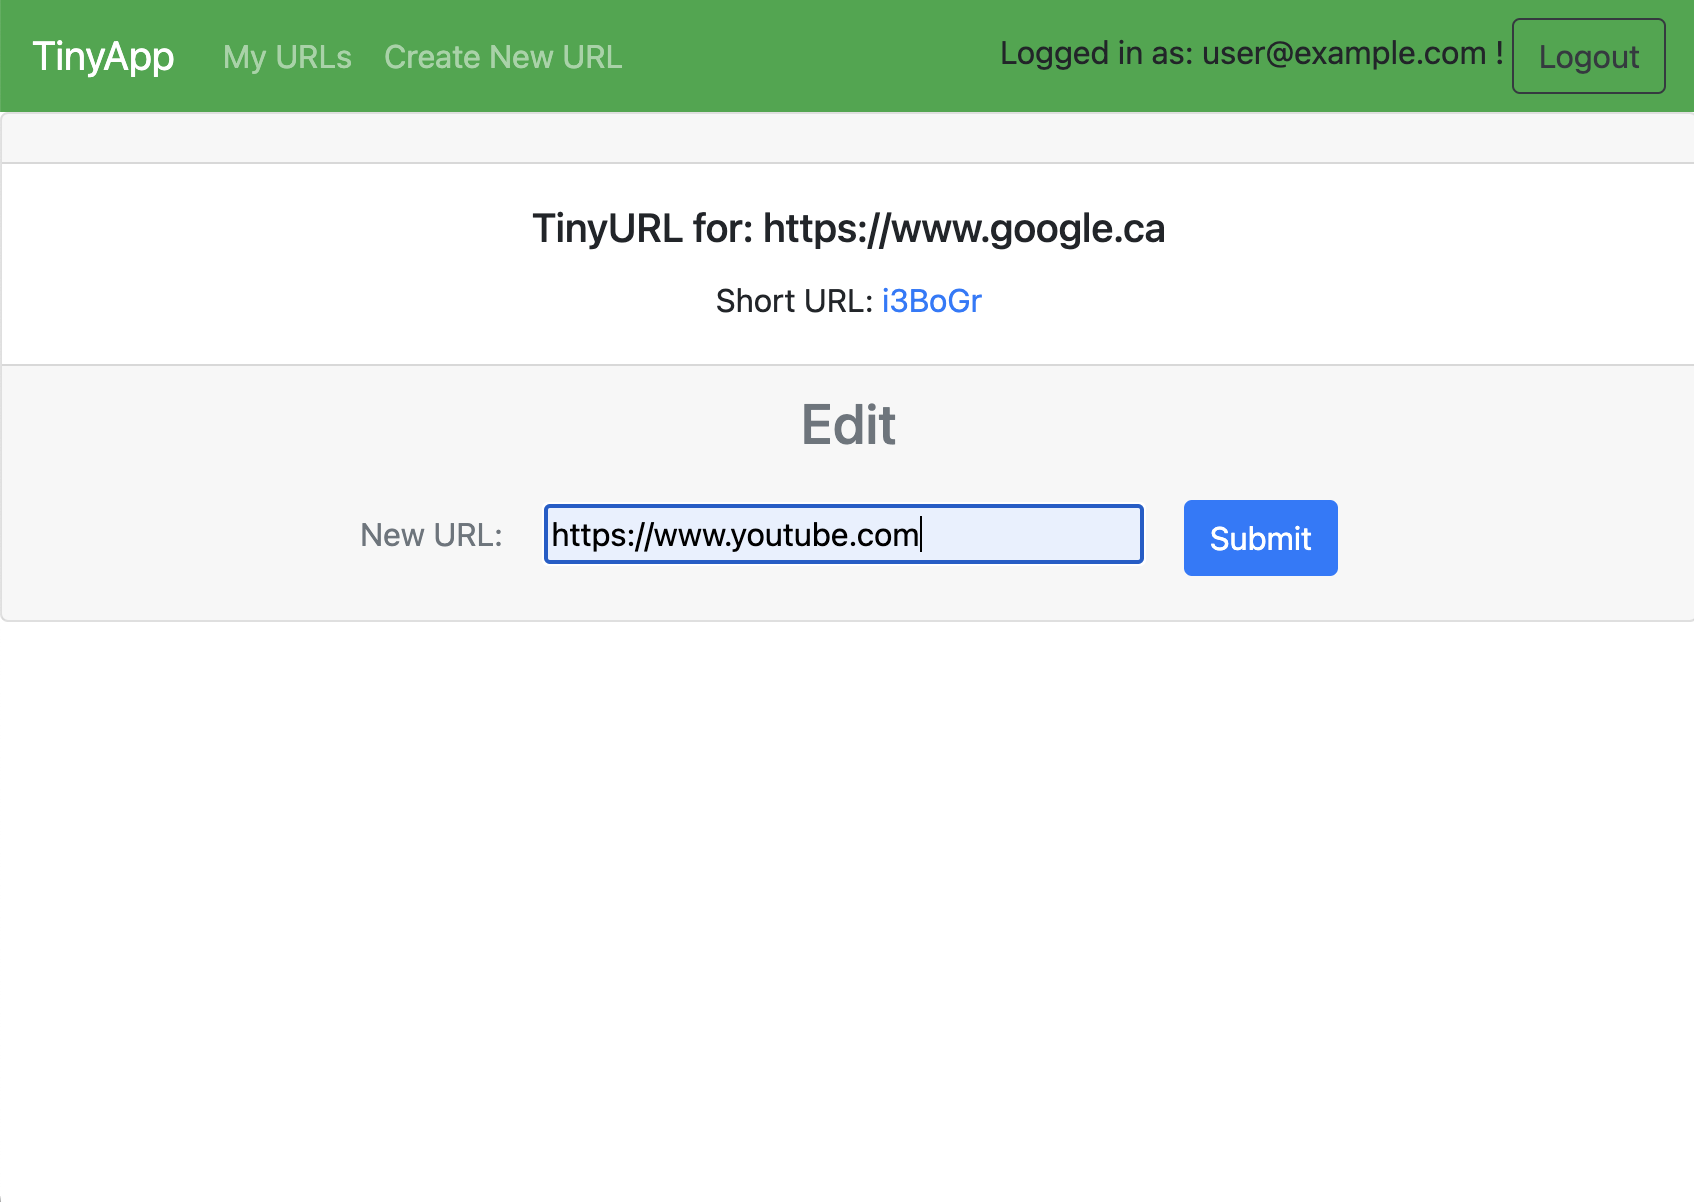 TinyApp My URLs Create New URL Logged in as: user@example.com ! Logout
TinyURL for: https://www.google.ca
Short URL: i3BoGr
Edit
New URL: https://www.youtube.com Submit